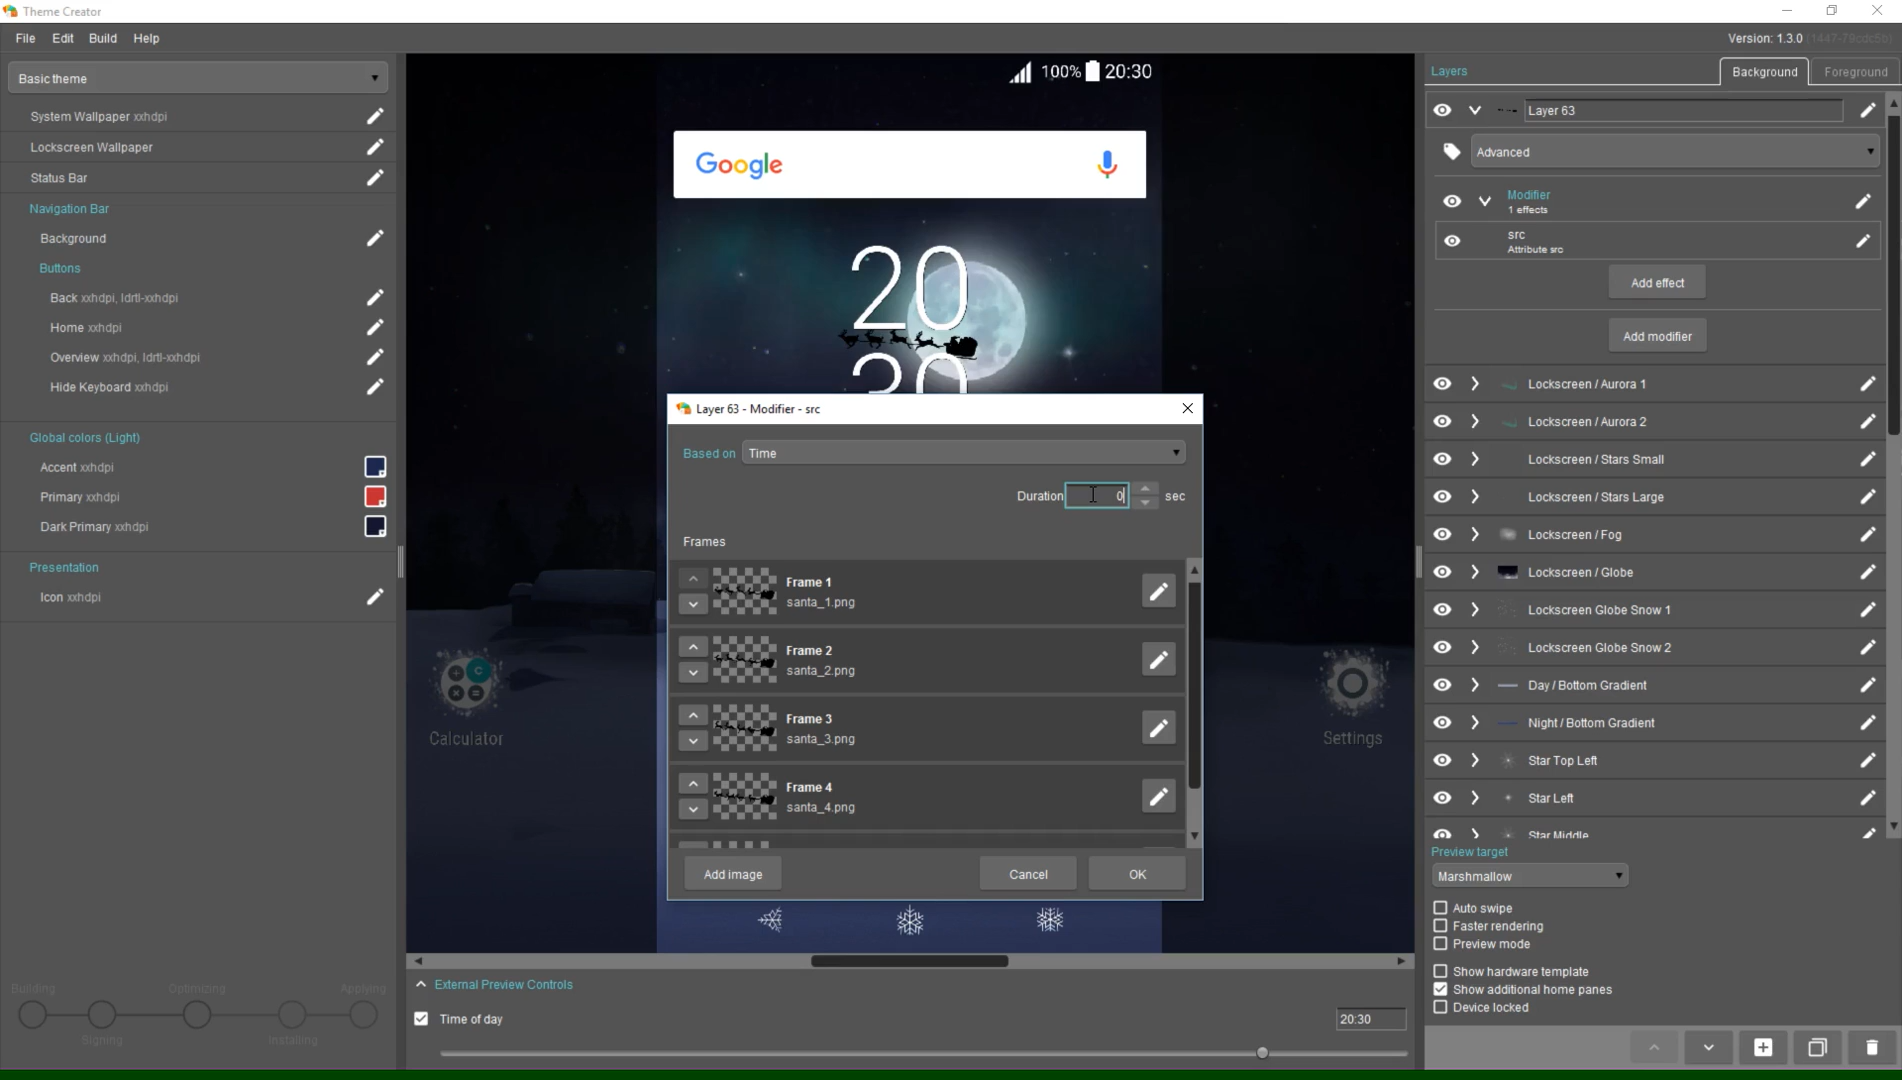 Theme Creator
File Edit Build Help
Version: 1.3.0 (1447-79cdc5b)
Basic theme
System Wallpaper xxhdpi
Lockscreen Wallpaper
Status Bar
Navigation Bar
Background
Buttons
Back xxhdpi, ldrtl-xxhdpi
Home xxhdpi
Overview xxhdpi, ldrtl-xxhdpi
Hide Keyboard xxhdpi
Global colors (Light)
Accent xxhdpi
Primary xxhdpi
Dark Primary xxhdpi
Presentation
Icon xxhdpi
Building
Optimizing
Applying
Signing
Installing
100% 20:30
Google
20
30
Calculator
Settings
Layer 63 - Modifier - src
Based on Time
Duration 0 sec
Frames
Frame 1
santa_1.png
Frame 2
santa_2.png
Frame 3
santa_3.png
Frame 4
santa_4.png
Add image
Cancel
OK
External Preview Controls
Time of day
20:30
Layers
Background
Foreground
Layer 63
Advanced
Modifier
1 effects
src
Attribute src
Add effect
Add modifier
Lockscreen / Aurora 1
Lockscreen / Aurora 2
Lockscreen / Stars Small
Lockscreen / Stars Large
Lockscreen / Fog
Lockscreen / Globe
Lockscreen Globe Snow 1
Lockscreen Globe Snow 2
Day / Bottom Gradient
Night / Bottom Gradient
Star Top Left
Star Left
Star Middle
Preview target
Marshmallow
Auto swipe
Faster rendering
Preview mode
Show hardware template
Show additional home panes
Device locked